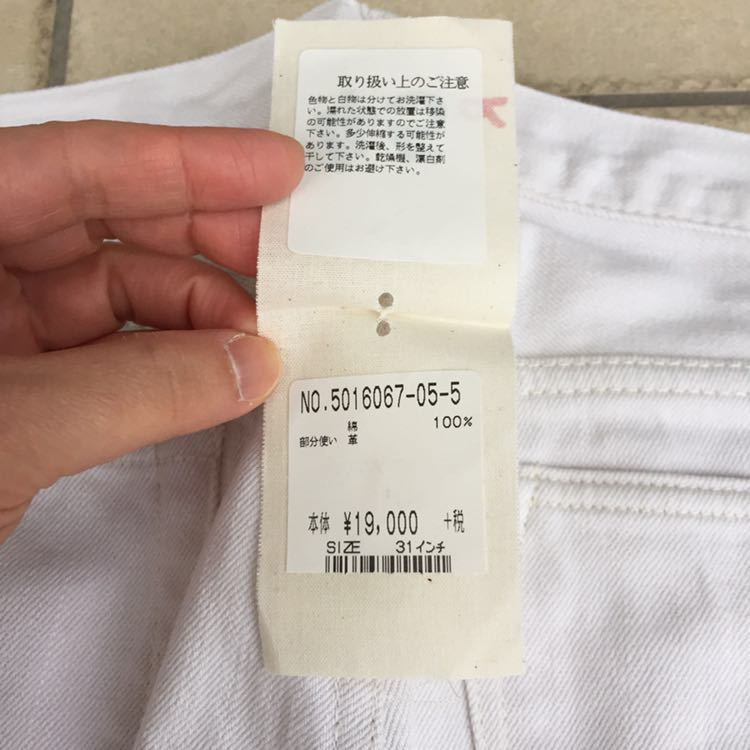 取り扱い上のご注意
色物と白物は分けてお洗濯下さ
い。濡れた状態での放置は移染
の可能性がありますのでご注意
下さい。多少伸縮する可能性が
あります。洗濯後、形を整えて
干して下さい。乾燥機、漂白剤
のご使用はお避け下さい。
NO.5016067-05-5
綿 100%
部分使い 革
本体 ¥19,000 +税
SIZE 31インチ